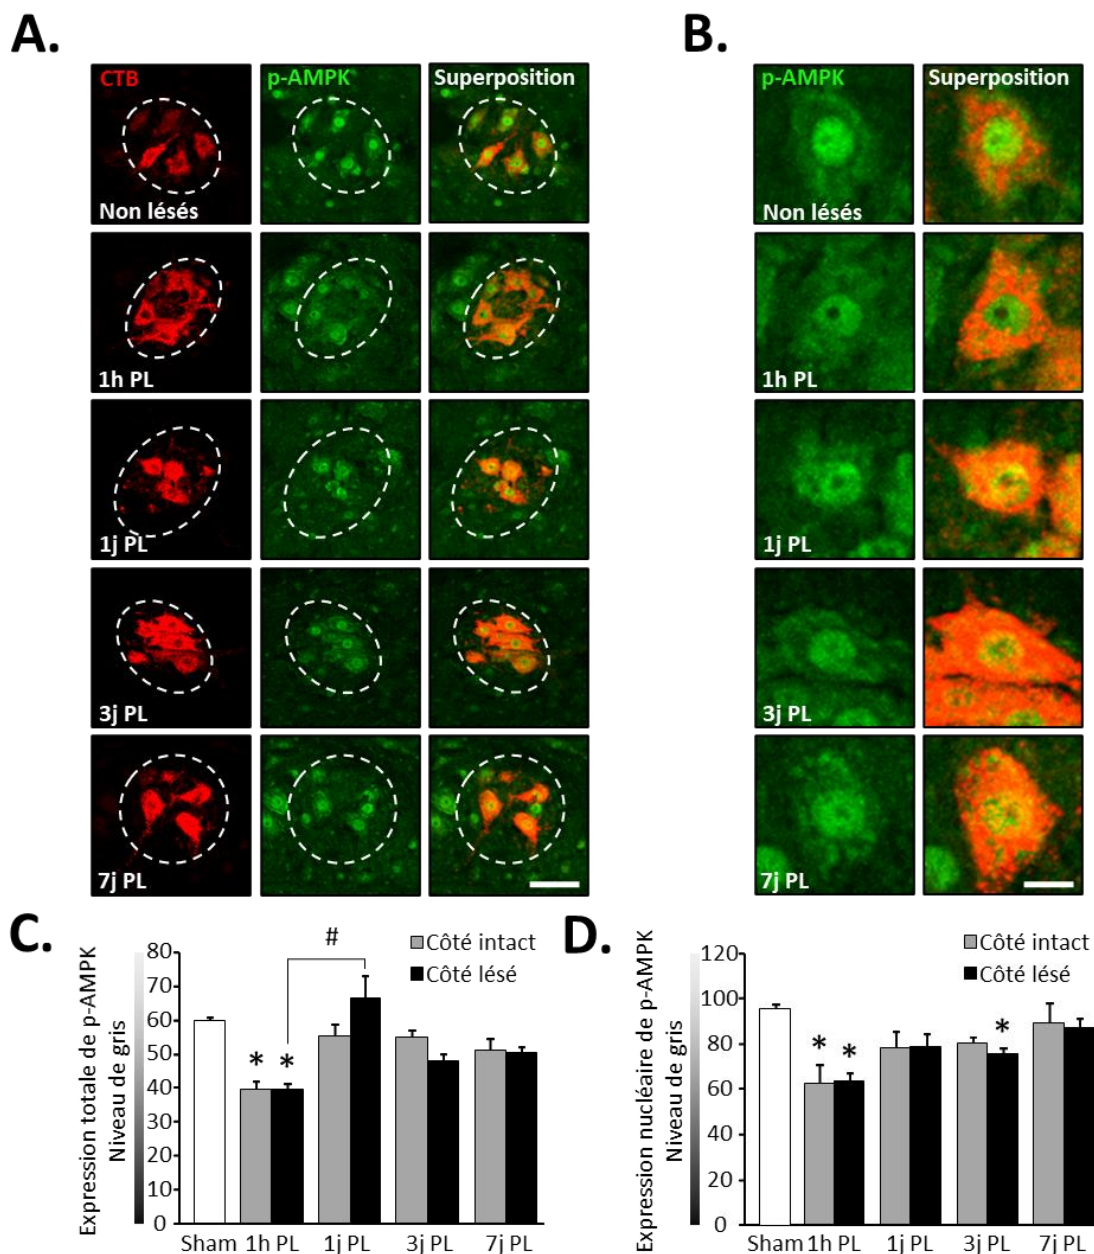 A.
B.
CTB
p-AMPK
Superposition
p-AMPK
Superposition
Non lésés
Non lésés
1h PL
1h PL
1j PL
1j PL
3j PL
3j PL
7j PL
7j PL
C.
Expression totale de p-AMPK
Niveau de gris
80
70
60
50
40
30
20
10
0
#
Côté intact
Côté lésé
* *
Sham 1h PL 1j PL 3j PL 7j PL
D.
Expression nucléaire de p-AMPK
Niveau de gris
120
100
80
60
40
20
0
Côté intact
Côté lésé
* * *
Sham 1h PL 1j PL 3j PL 7j PL